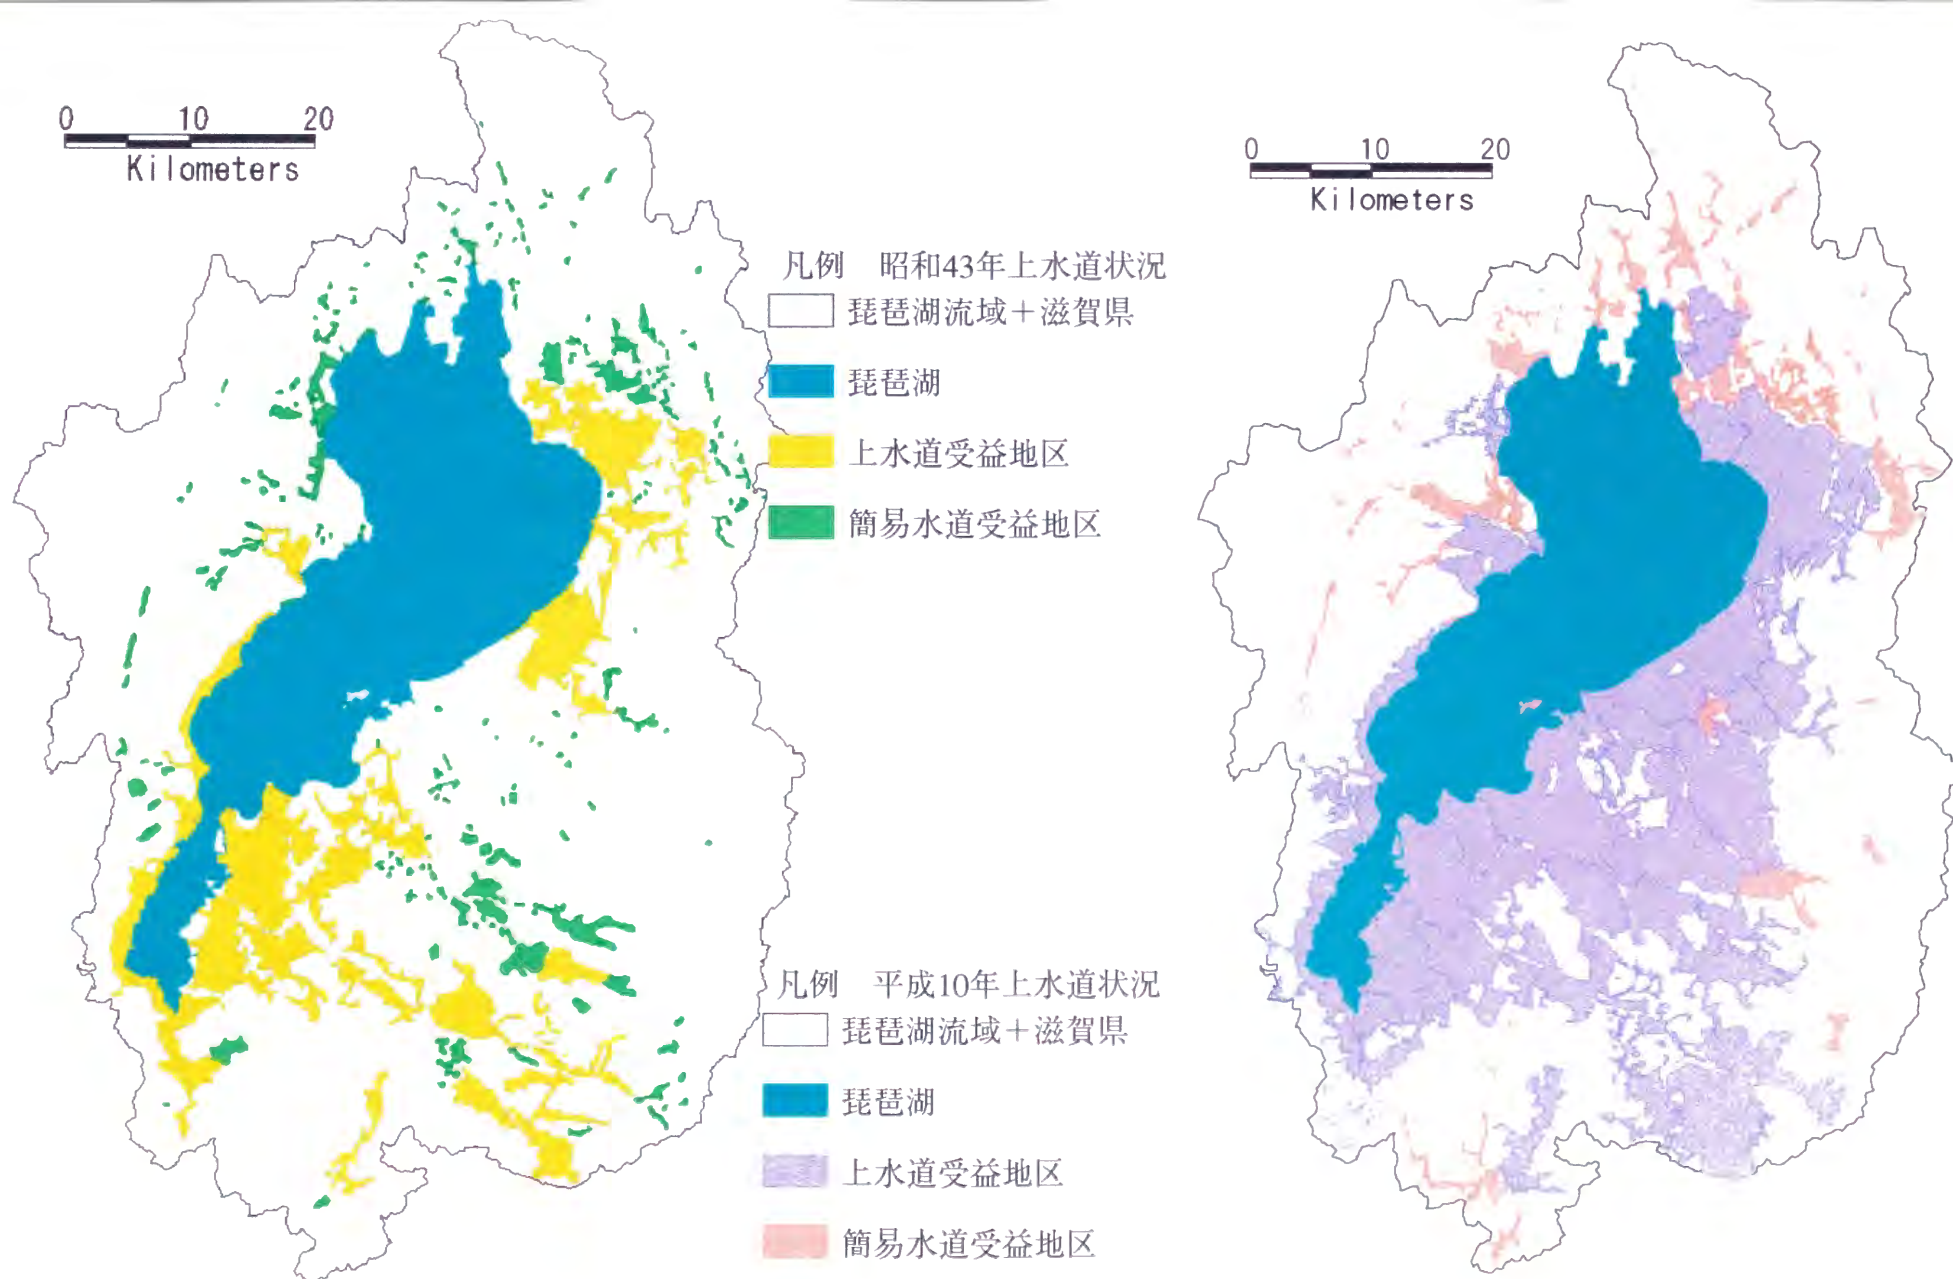 0 10 20
Kilometers
0 10 20
Kilometers
凡例 昭和43年上水道状況
琵琶湖流域＋滋賀県
琵琶湖
上水道受益地区
簡易水道受益地区
凡例 平成10年上水道状況
琵琶湖流域＋滋賀県
琵琶湖
上水道受益地区
簡易水道受益地区